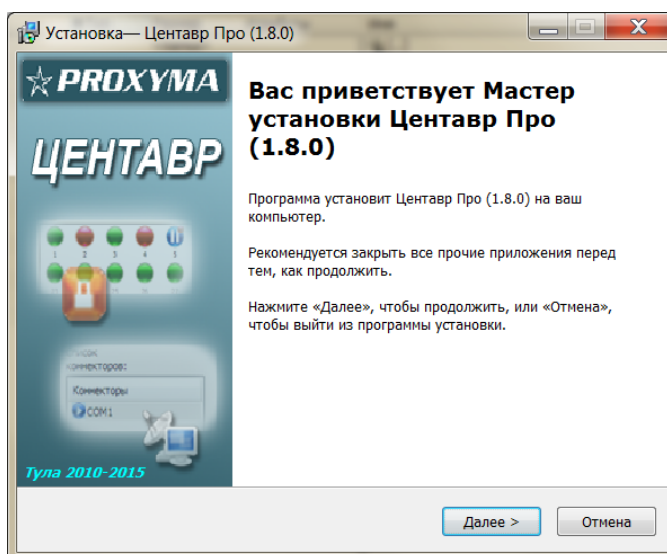 Установка— Центавр Про (1.8.0)
PROXYMA
ЦЕНТАВР
1 2 3 4 5
коннекторов:
Коннекторы
COM1
Тула 2010-2015
Вас приветствует Мастер
установки Центавр Про
(1.8.0)
Программа установит Центавр Про (1.8.0) на ваш
компьютер.
Рекомендуется закрыть все прочие приложения перед
тем, как продолжить.
Нажмите «Далее», чтобы продолжить, или «Отмена»,
чтобы выйти из программы установки.
Далее >
Отмена